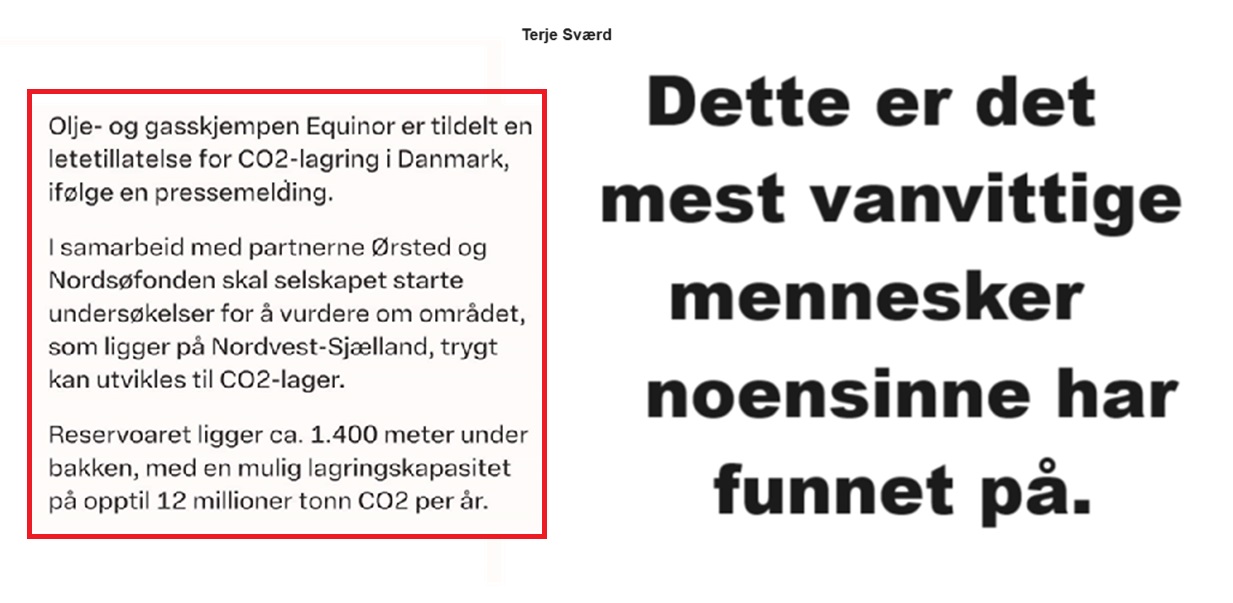 Terje Sværd
Olje- og gasskjempen Equinor er tildelt en
letetillatelse for CO2-lagring i Danmark,
ifølge en pressemelding.
I samarbeid med partnerne Ørsted og
Nordsøfonden skal selskapet starte
undersøkelser for å vurdere om området,
som ligger på Nordvest-Sjælland, trygt
kan utvikles til CO2-lager.
Reservoaret ligger ca. 1.400 meter under
bakken, med en mulig lagringskapasitet
på opptil 12 millioner tonn CO2 per år.
Dette er det
mest vanvittige
mennesker
noensinne har
funnet på.